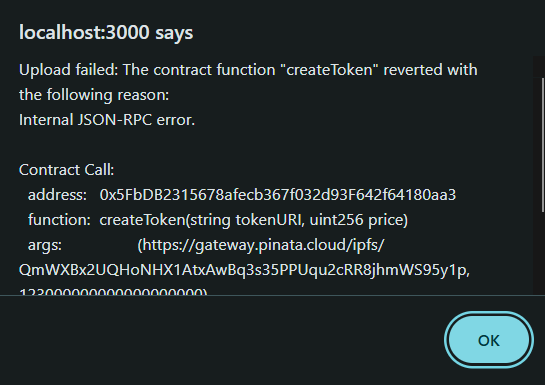 localhost:3000 says
Upload failed: The contract function "createToken" reverted with
the following reason:
Internal JSON-RPC error.
Contract Call:
address: 0x5FbDB2315678afecb367f032d93F642f64180aa3
function: createToken(string tokenURI, uint256 price)
args: (https://gateway.pinata.cloud/ipfs/
QmWXBx2UQHoNHX1AtxAwBq3s35PPUqu2cRR8jhmWS95y1p,
OK